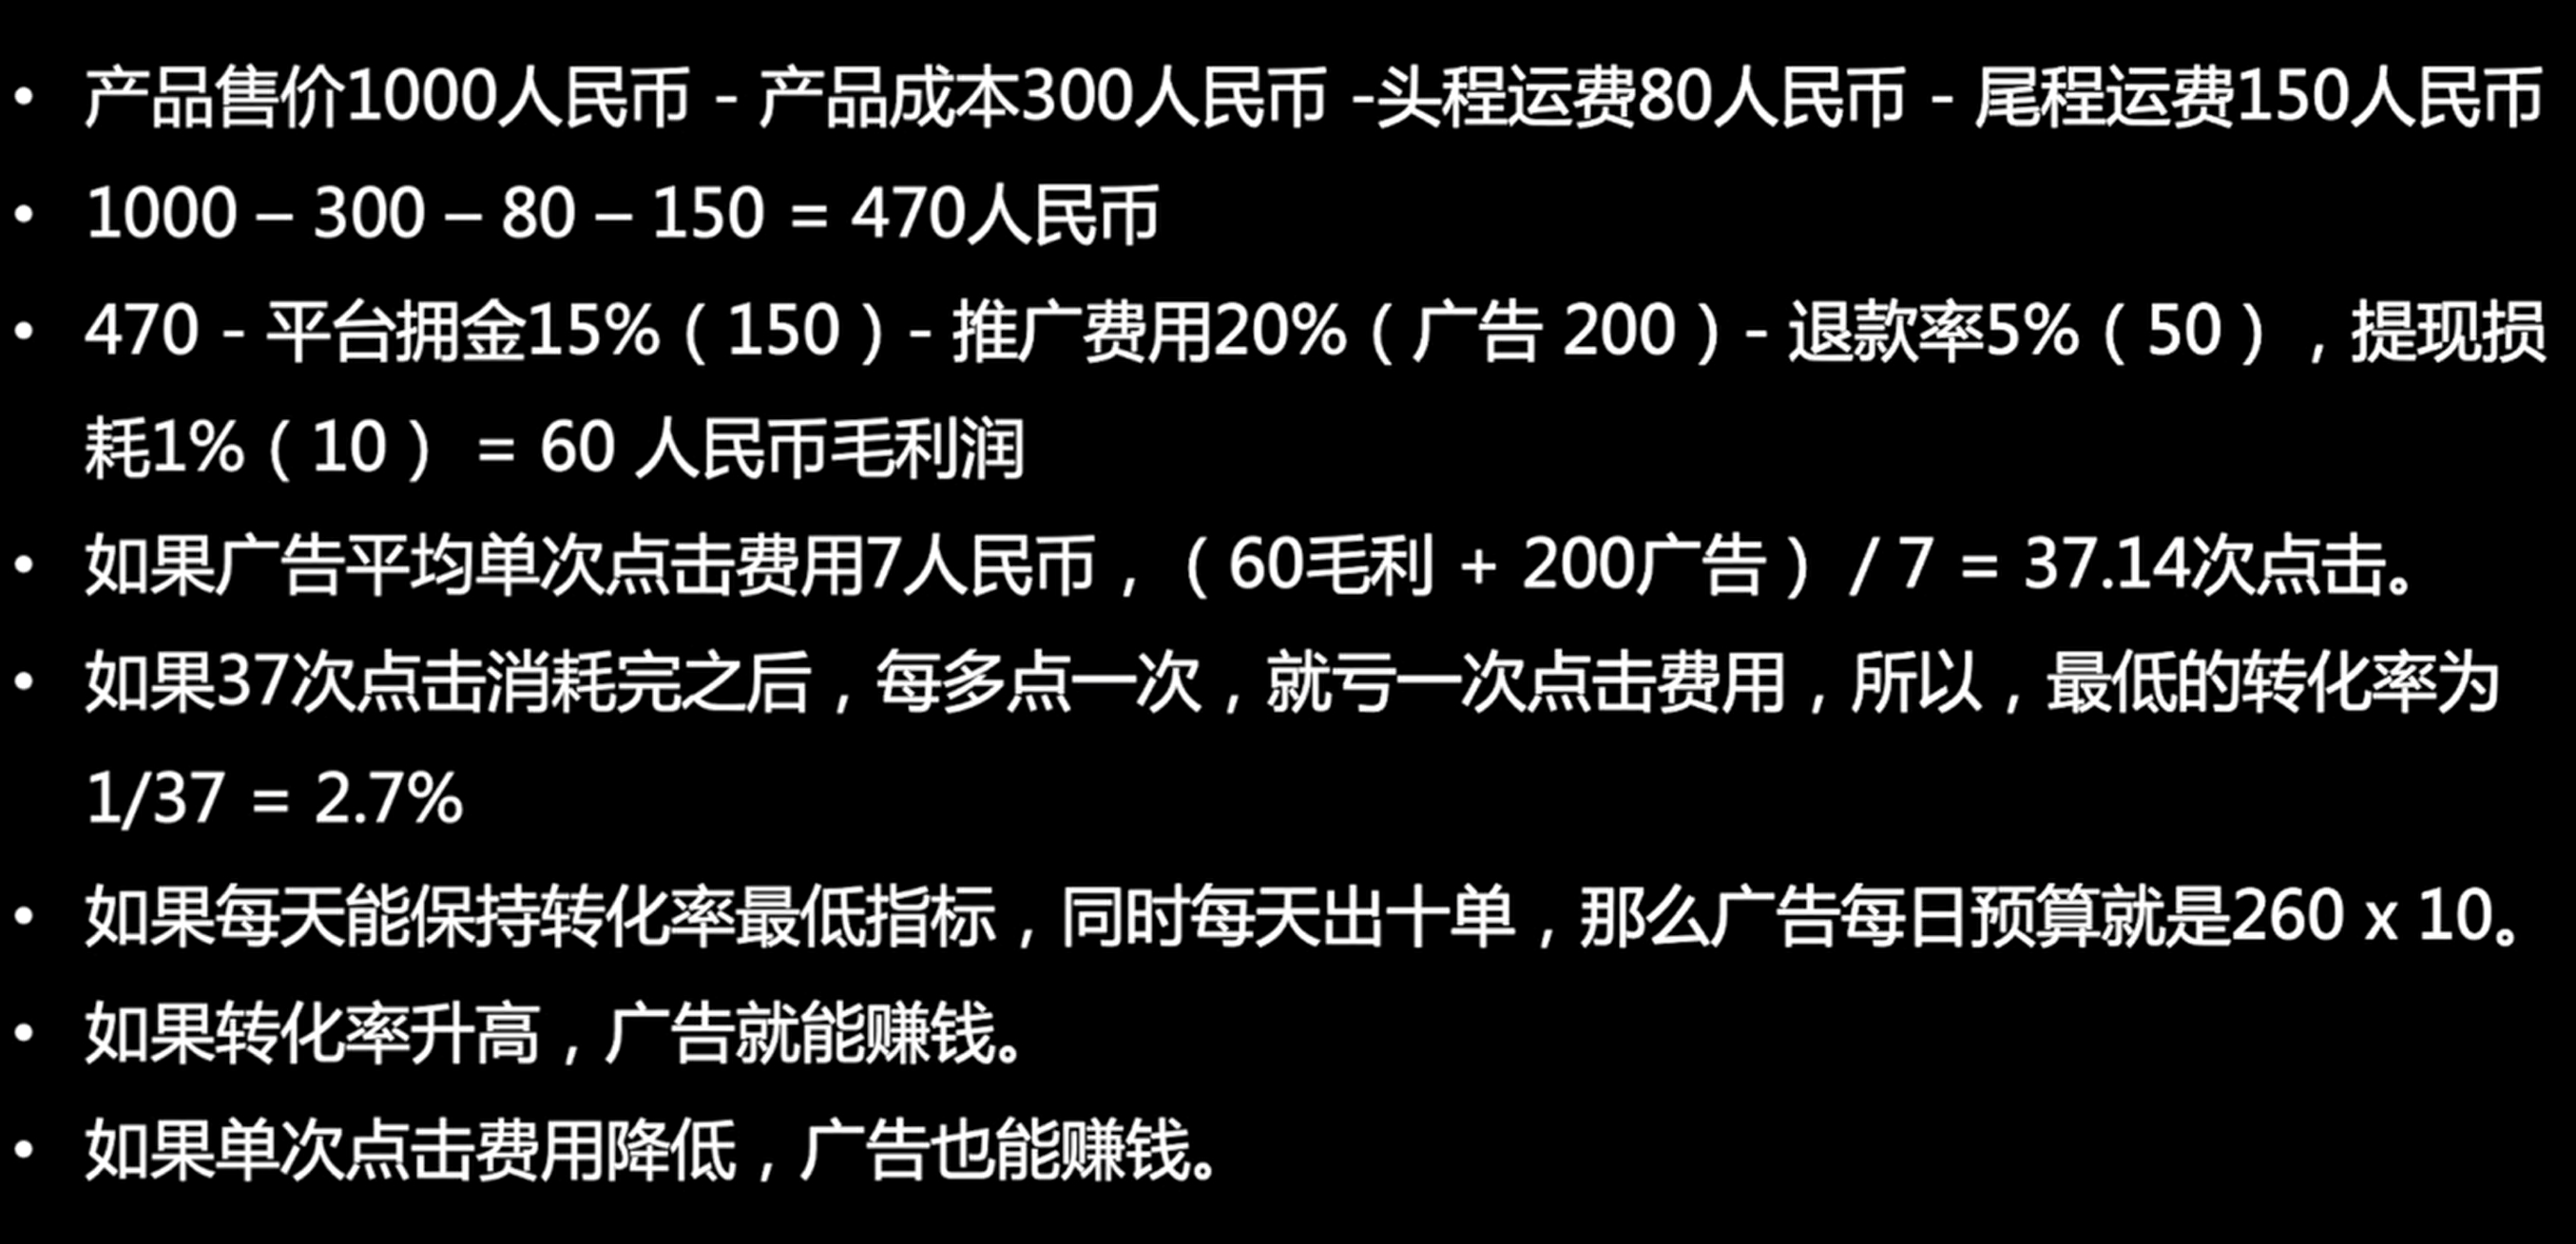 • 产品售价1000人民币 - 产品成本300人民币 -头程运费80人民币 - 尾程运费150人民币
• 1000 – 300 – 80 – 150 = 470人民币
• 470 - 平台拥金15%（150）- 推广费用20%（广告 200）- 退款率5%（50），提现损
耗1%（10） = 60 人民币毛利润
• 如果广告平均单次点击费用7人民币，（60毛利 + 200广告）/ 7 = 37.14次点击。
• 如果37次点击消耗完之后，每多点一次，就亏一次点击费用，所以，最低的转化率为
1/37 = 2.7%
• 如果每天能保持转化率最低指标，同时每天出十单，那么广告每日预算就是260 x 10。
• 如果转化率升高，广告就能赚钱。
• 如果单次点击费用降低，广告也能赚钱。